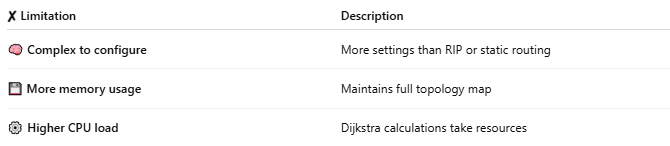 ✗ Limitation Description
🧠 Complex to configure More settings than RIP or static routing
💾 More memory usage Maintains full topology map
⚙️ Higher CPU load Dijkstra calculations take resources